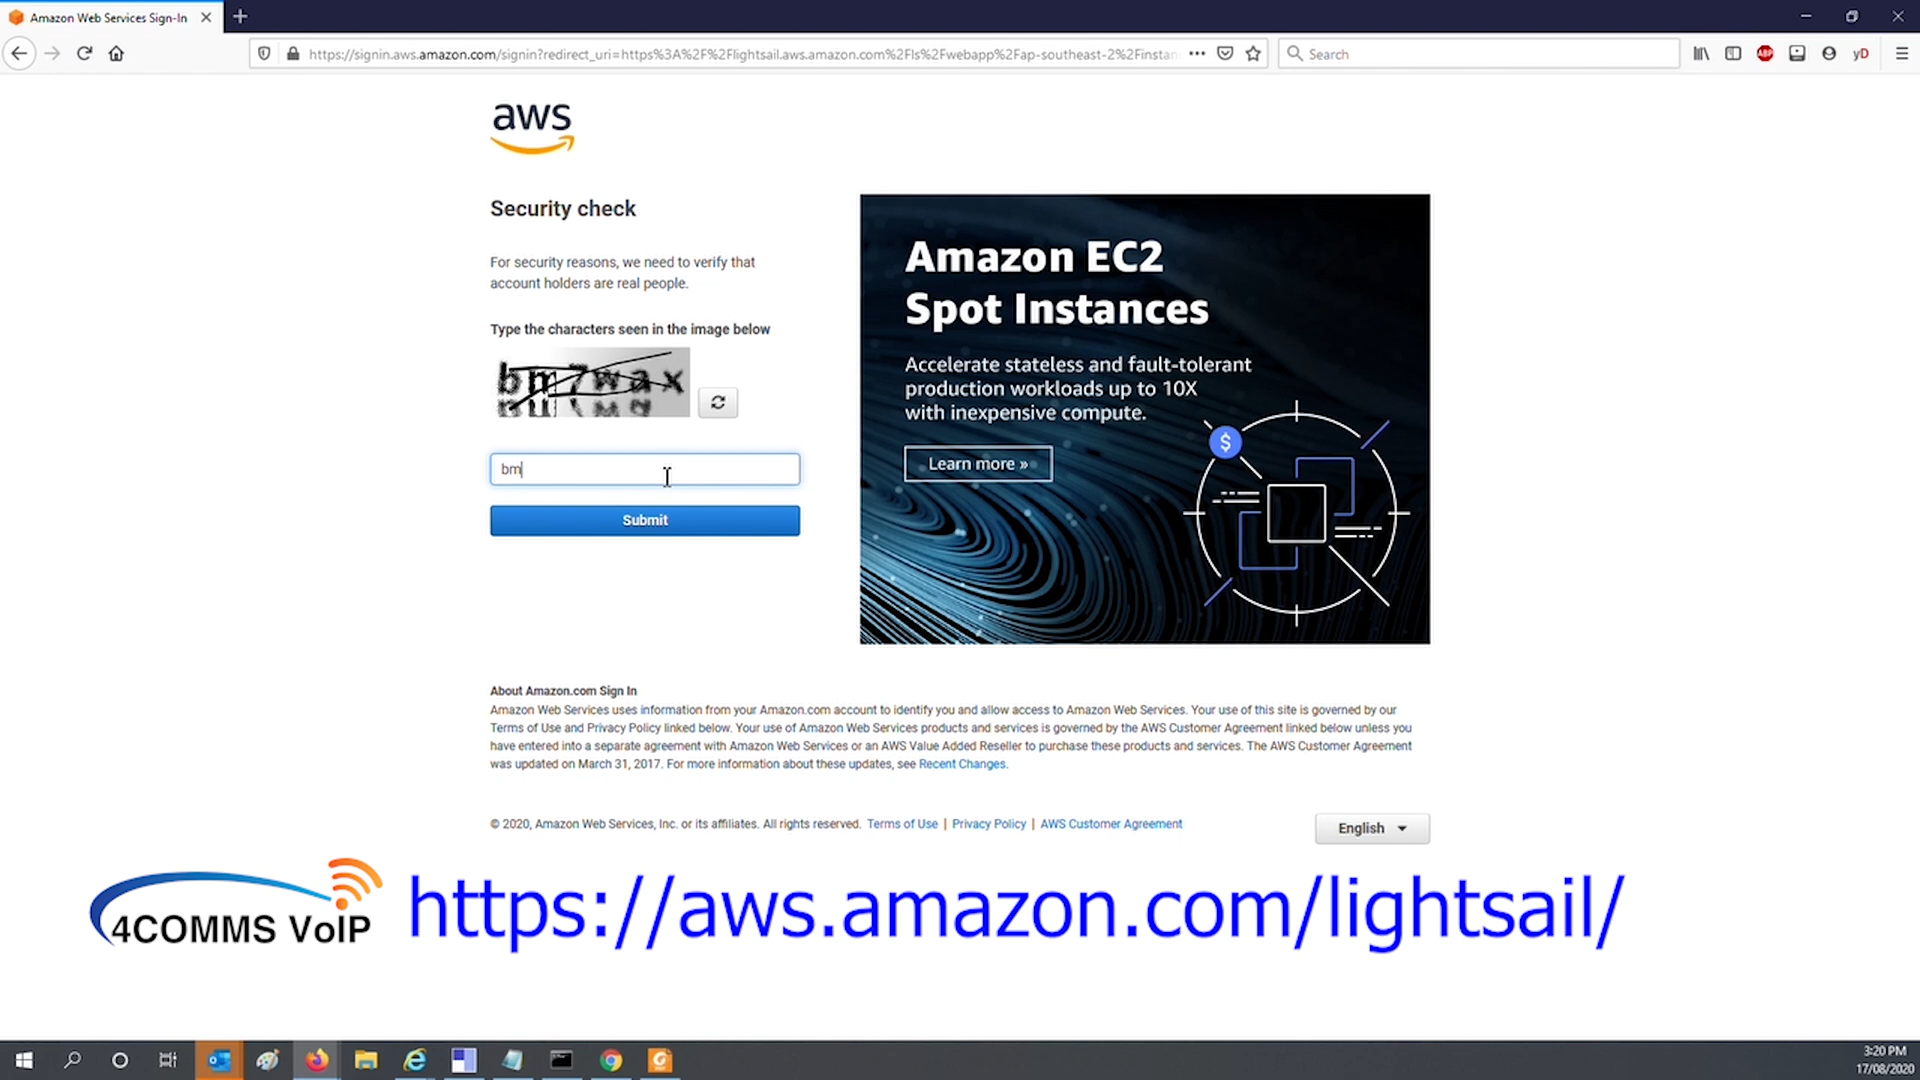 Amazon Web Services Sign-In
https://signin.aws.amazon.com/signin?redirect_uri=https%3A%2F%2Flightsail.aws.amazon.com%2Fls%2Fwebapp%2Fap-southeast-2%2Finstan
Search
ABP
yD
aws
Security check
For security reasons, we need to verify that
account holders are real people.
Type the characters seen in the image below
bm
Submit
Amazon EC2
Spot Instances
Accelerate stateless and fault-tolerant
production workloads up to 10X
with inexpensive compute.
$
Learn more »
About Amazon.com Sign In
Amazon Web Services uses information from your Amazon.com account to identify you and allow access to Amazon Web Services. Your use of this site is governed by our
Terms of Use and Privacy Policy linked below. Your use of Amazon Web Services products and services is governed by the AWS Customer Agreement linked below unless you
have entered into a separate agreement with Amazon Web Services or an AWS Value Added Reseller to purchase these products and services. The AWS Customer Agreement
was updated on March 31, 2017. For more information about these updates, see Recent Changes.
© 2020, Amazon Web Services, Inc. or its affiliates. All rights reserved. Terms of Use | Privacy Policy | AWS Customer Agreement
English
4COMMS VoIP
https://aws.amazon.com/lightsail/
3:20 PM
17/08/2020